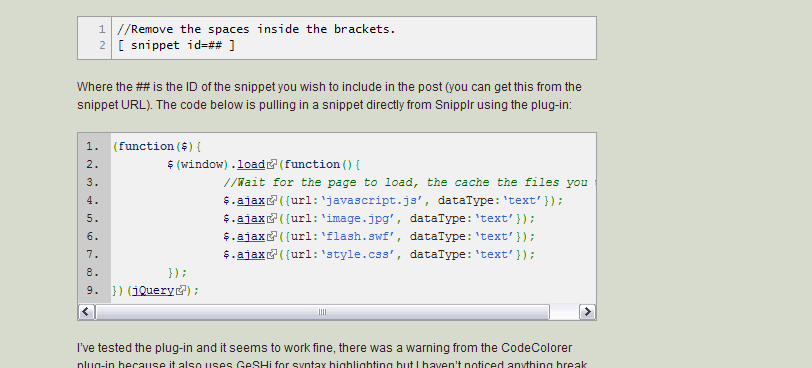 1 //Remove the spaces inside the brackets.
2 [ snippet id=## ]
Where the ## is the ID of the snippet you wish to include in the post (you can get this from the
snippet URL). The code below is pulling in a snippet directly from Snipplr using the plug-in:
1. (function($){
2. $(window).load(function(){
3. //Wait for the page to load, the cache the files you
4. $.ajax({url:‘javascript.js’, dataType:‘text’});
5. $.ajax({url:‘image.jpg’, dataType:‘text’});
6. $.ajax({url:‘flash.swf’, dataType:‘text’});
7. $.ajax({url:‘style.css’, dataType:‘text’});
8. });
9. })(jQuery);
I’ve tested the plug-in and it seems to work fine, there was a warning from the CodeColorer
plug-in because it also uses GeSHi for syntax highlighting but I haven’t noticed anything break